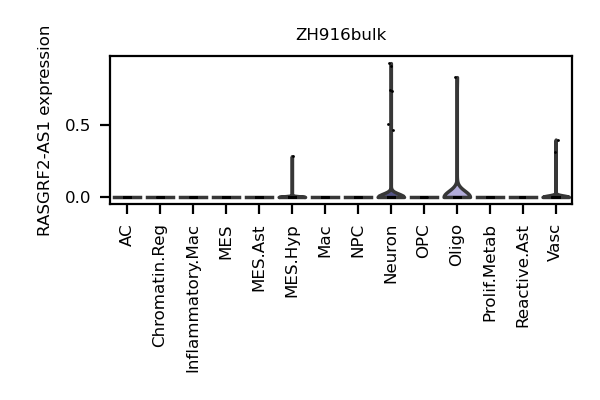 ZH916bulk
RASGRF2-AS1 expression
0.5
0.0
AC
Chromatin.Reg
Inflammatory.Mac
MES
MES.Ast
MES.Hyp
Mac
NPC
Neuron
OPC
Oligo
Prolif.Metab
Reactive.Ast
Vasc